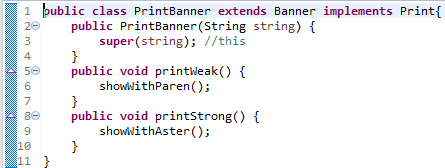 1 public class PrintBanner extends Banner implements Print{
2 public PrintBanner(String string) {
3 super(string); //this
4 }
5 public void printWeak() {
6 showWithParen();
7 }
8 public void printStrong() {
9 showWithAster();
10 }
11 }